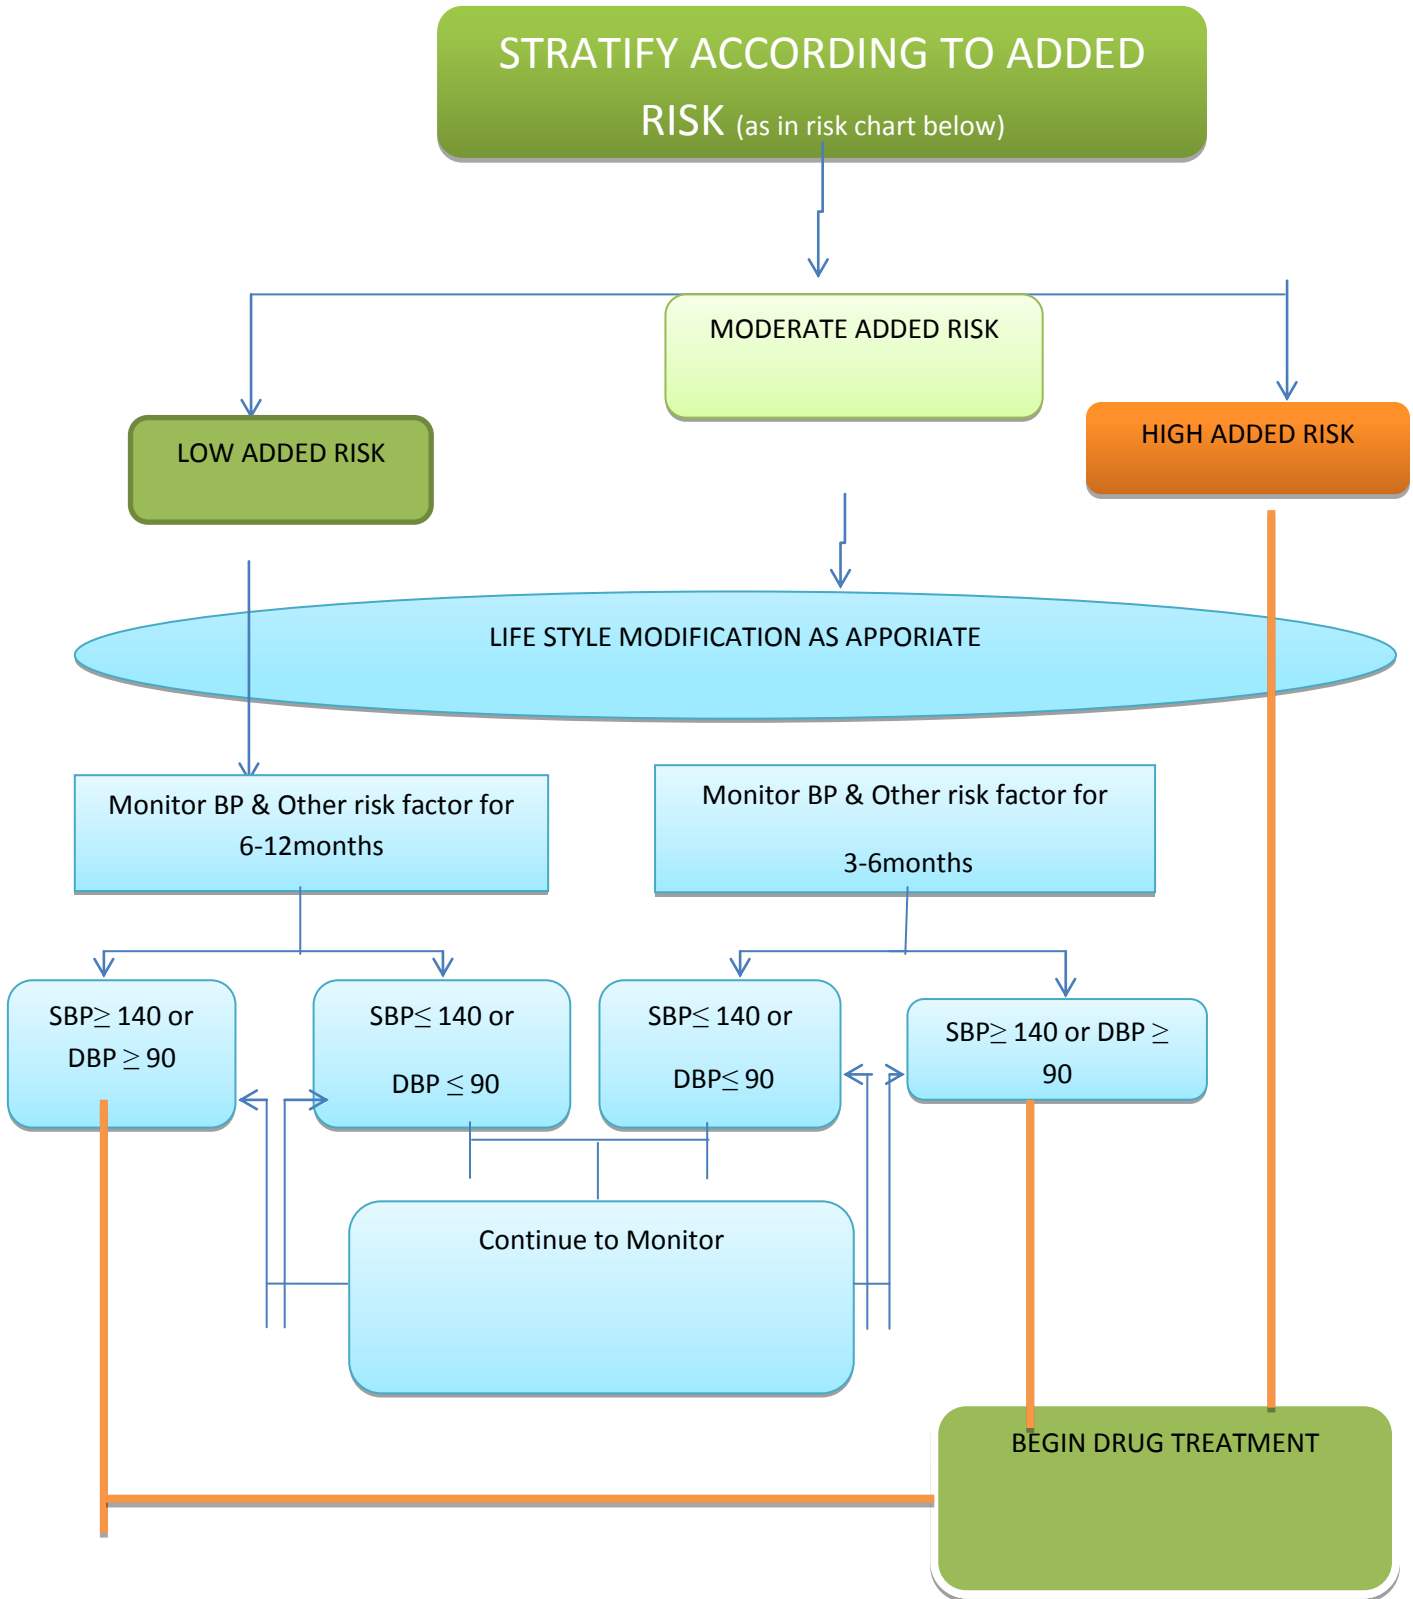 STRATIFY ACCORDING TO ADDED
RISK (as in risk chart below)
MODERATE ADDED RISK
LOW ADDED RISK
HIGH ADDED RISK
LIFE STYLE MODIFICATION AS APPORIATE
Monitor BP & Other risk factor for
6-12months
Monitor BP & Other risk factor for
3-6months
SBP≥ 140 or
DBP ≥ 90
SBP≤ 140 or
DBP ≤ 90
SBP≤ 140 or
DBP≤ 90
SBP≥ 140 or DBP ≥
90
Continue to Monitor
BEGIN DRUG TREATMENT